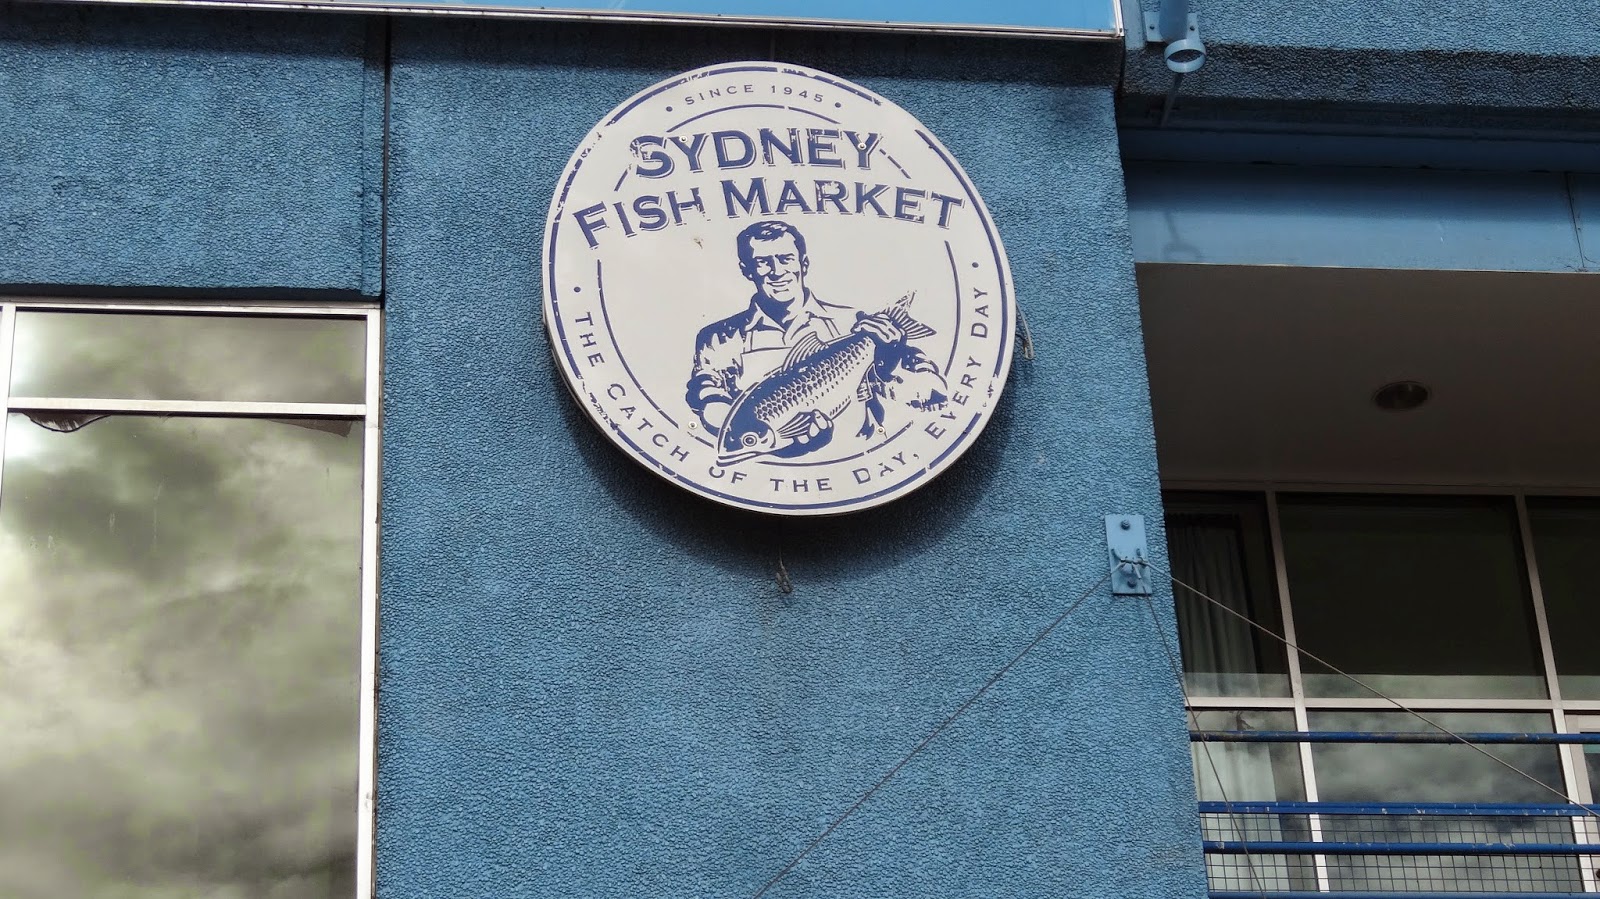 • SINCE 1945 •
SYDNEY
FISH MARKET
• THE CATCH OF THE DAY, EVERY DAY •